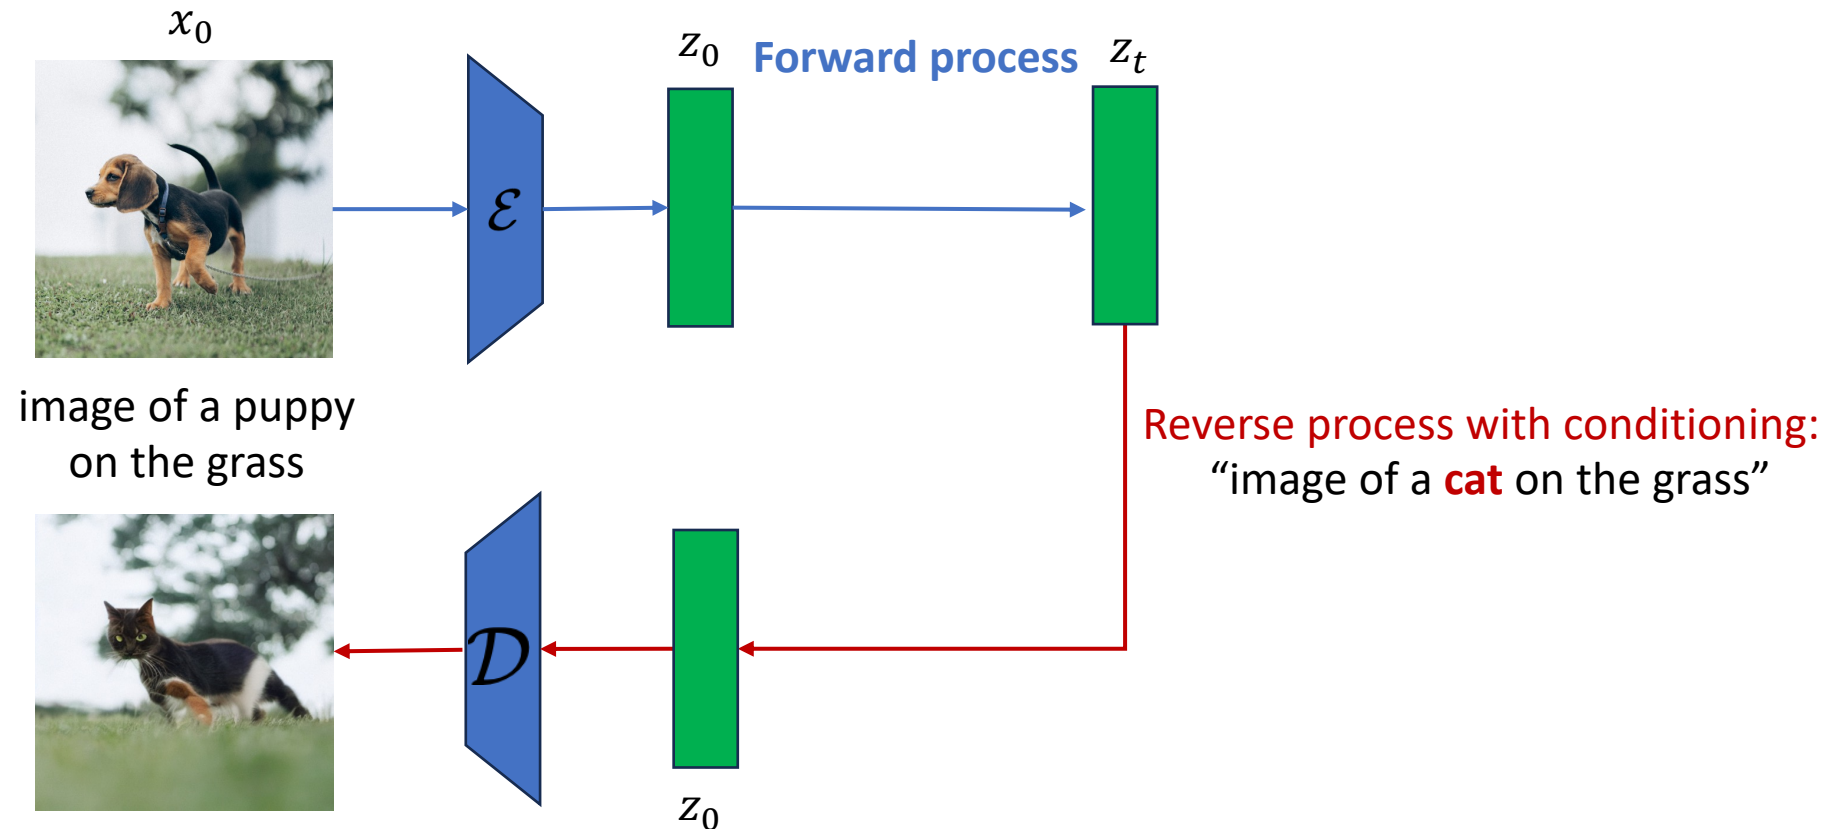 x₀
z₀
Forward process
zₜ
ℰ
image of a puppy
on the grass
Reverse process with conditioning:
“image of a cat on the grass”
𝒟
z₀